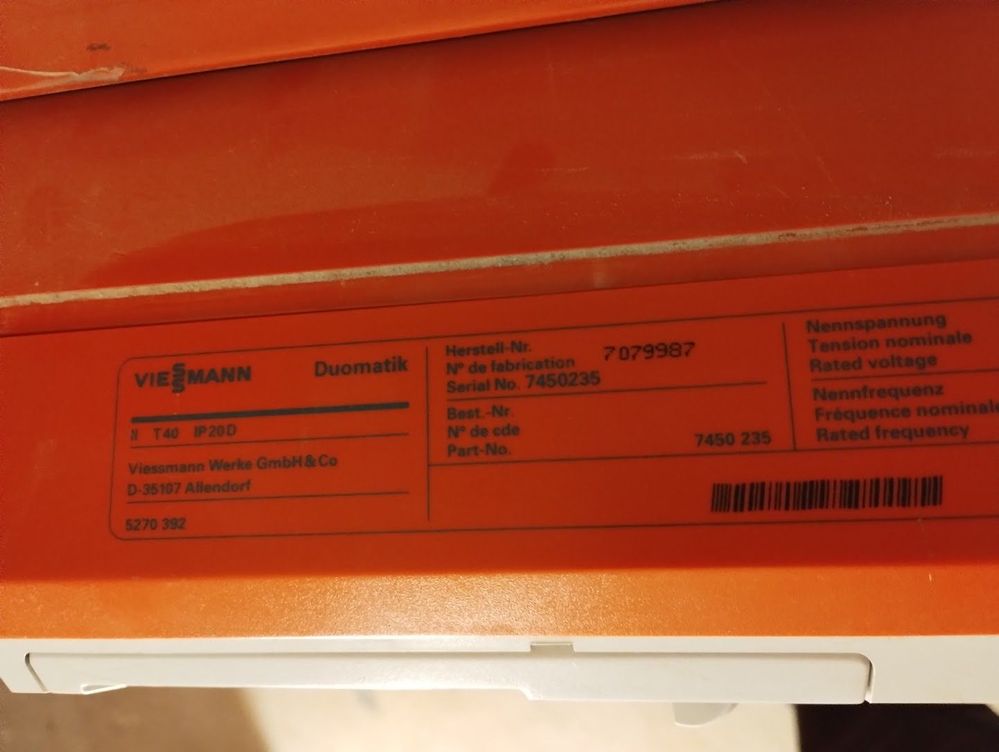 VIESSMANN Duomatik
N T40 IP20D
Viessmann Werke GmbH & Co
D-35107 Allendorf
5270 392
Herstell-Nr.
N° de fabrication 7079987
Serial No. 7450235
Best.-Nr.
N° de cde
Part-No. 7450 235
Nennspannung
Tension nominale
Rated voltage
Nennfrequenz
Fréquence nominale
Rated frequency